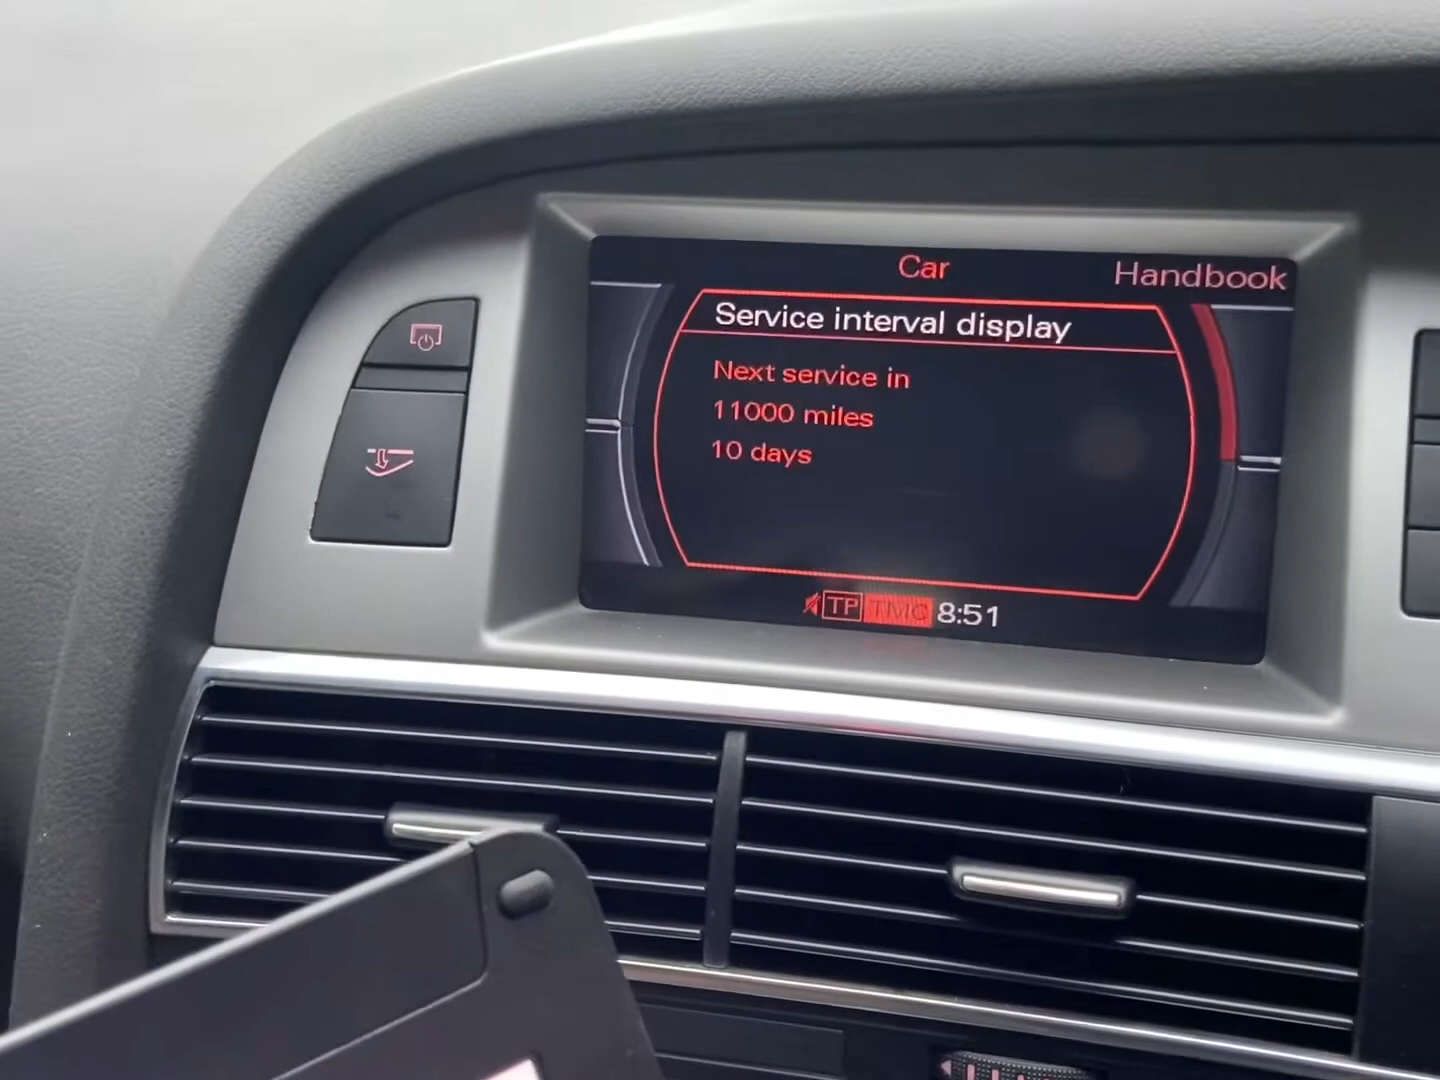 Car
Handbook
Service interval display
Next service in
11000 miles
10 days
TP TMC 8:51